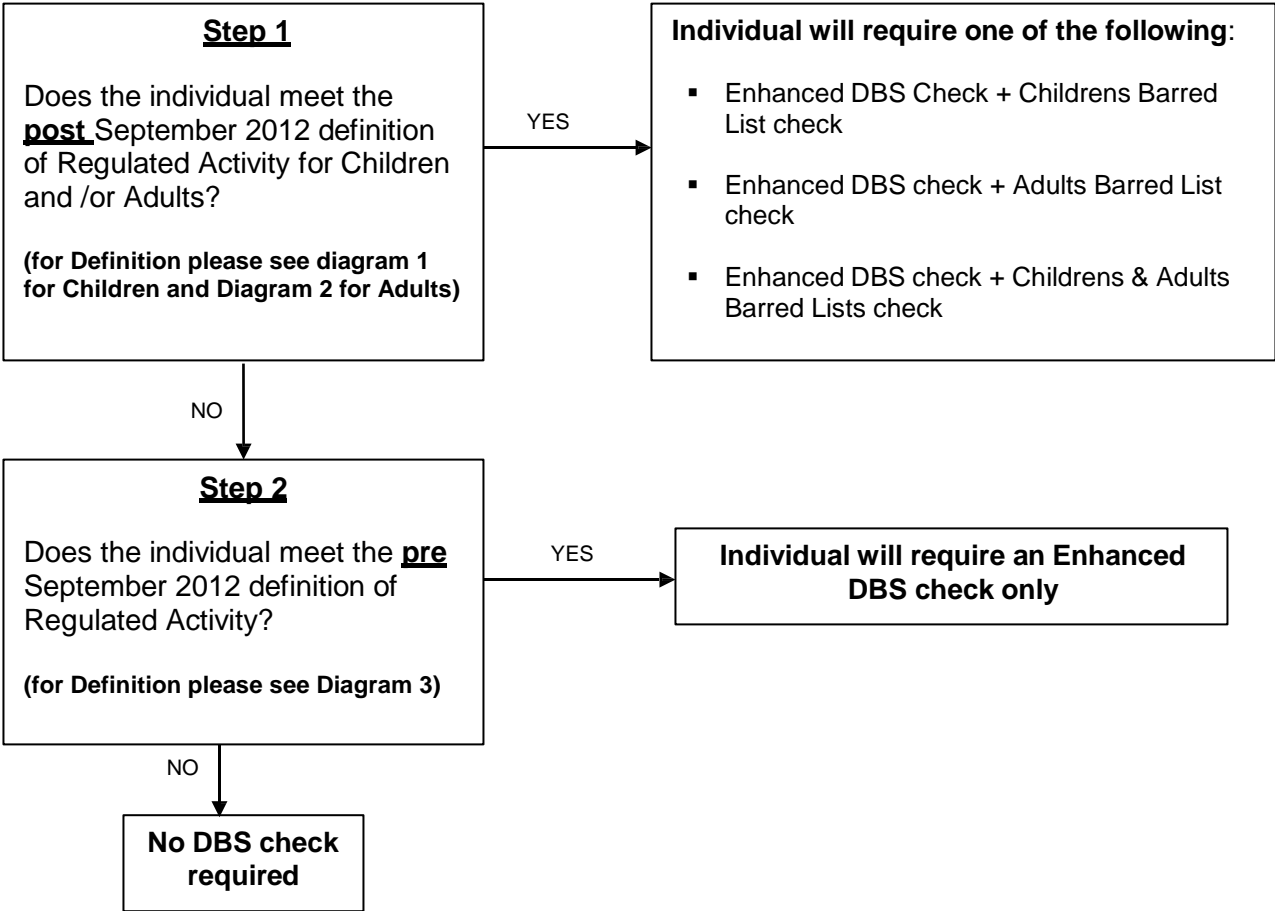 Step 1
Does the individual meet the
post September 2012 definition
of Regulated Activity for Children
and /or Adults?
(for Definition please see diagram 1
for Children and Diagram 2 for Adults)
YES
Individual will require one of the following:
▪ Enhanced DBS Check + Childrens Barred
List check
▪ Enhanced DBS check + Adults Barred List
check
▪ Enhanced DBS check + Childrens & Adults
Barred Lists check
NO
Step 2
Does the individual meet the pre
September 2012 definition of
Regulated Activity?
(for Definition please see Diagram 3)
YES
Individual will require an Enhanced
DBS check only
NO
No DBS check
required